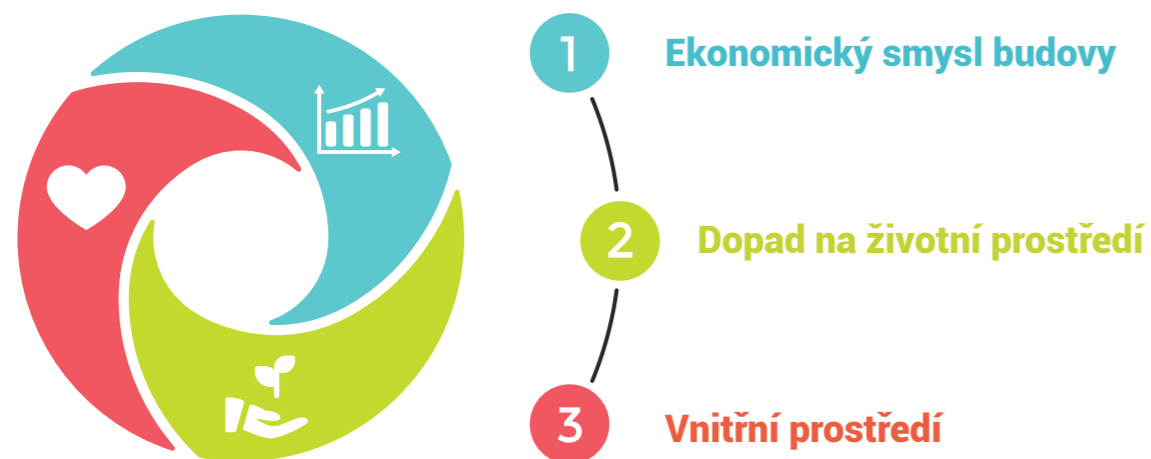 1 Ekonomický smysl budovy
2 Dopad na životní prostředí
3 Vnitřní prostředí